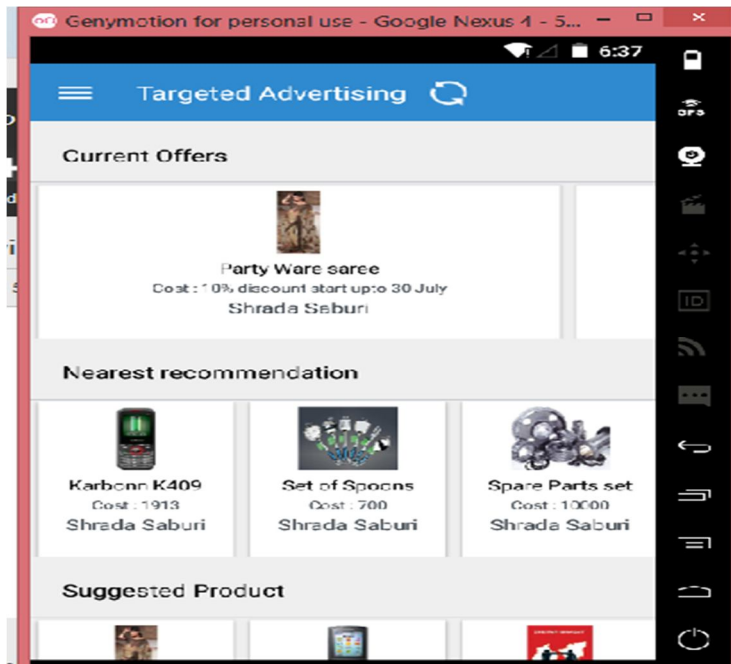 Genymotion for personal use - Google Nexus 4 - 5...
6:37
Targeted Advertising
GPS
Current Offers
Party Ware saree
Cost : 10% discount start upto 30 July
Shrada Saburi
ID
Nearest recommendation
Karbonn K409
Cost : 1913
Shrada Saburi
Set of Spoons
Cost : 700
Shrada Saburi
Spare Parts set
Cost : 10000
Shrada Saburi
Suggested Product